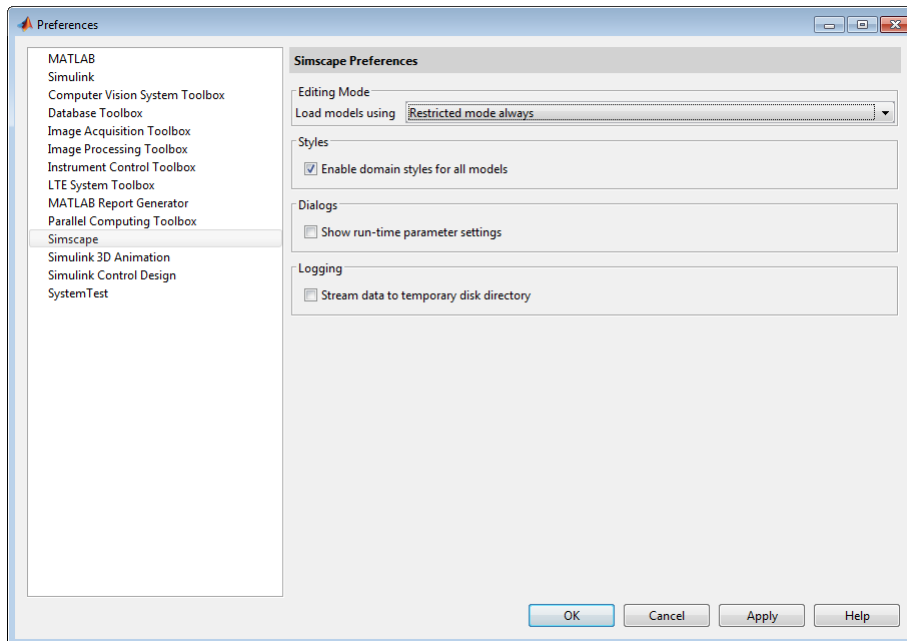 Preferences
MATLAB
Simulink
Computer Vision System Toolbox
Database Toolbox
Image Acquisition Toolbox
Image Processing Toolbox
Instrument Control Toolbox
LTE System Toolbox
MATLAB Report Generator
Parallel Computing Toolbox
Simscape
Simulink 3D Animation
Simulink Control Design
SystemTest
Simscape Preferences
Editing Mode
Load models using Restricted mode always
Styles
Enable domain styles for all models
Dialogs
Show run-time parameter settings
Logging
Stream data to temporary disk directory
OK Cancel Apply Help